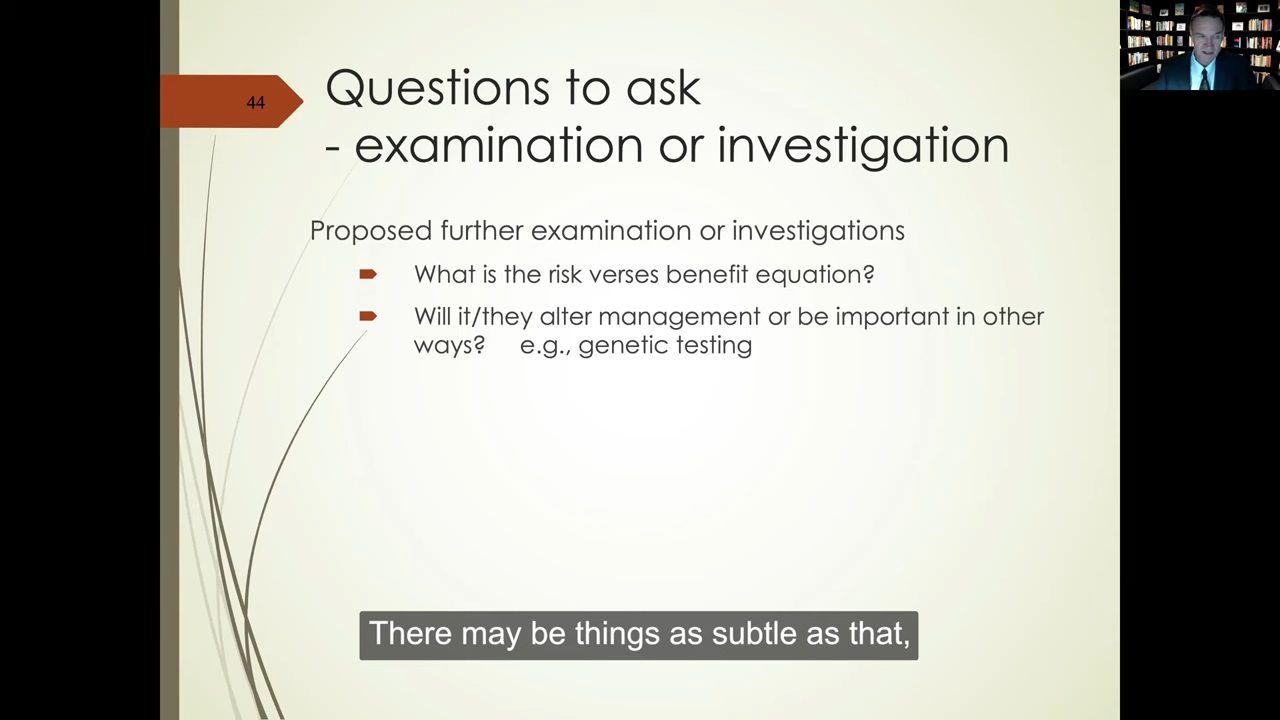 44
Questions to ask
- examination or investigation
Proposed further examination or investigations
What is the risk verses benefit equation?
Will it/they alter management or be important in other
ways? e.g., genetic testing
There may be things as subtle as that,